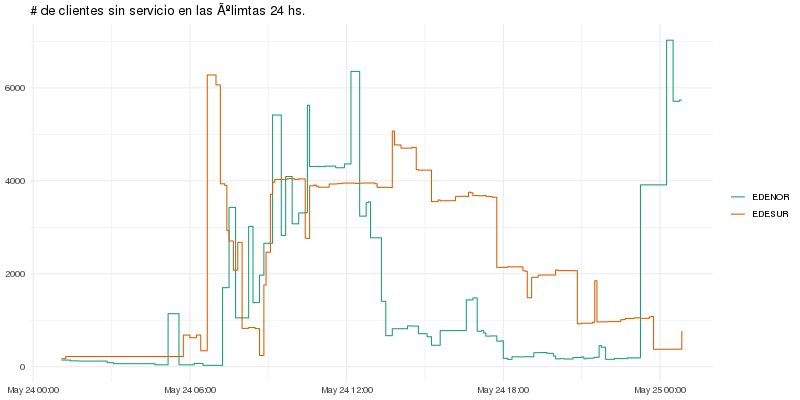 # de clientes sin servicio en las Ãºlimtas 24 hs.
6000
4000
2000
0
May 24 00:00
May 24 06:00
May 24 12:00
May 24 18:00
May 25 00:00
EDENOR
EDESUR